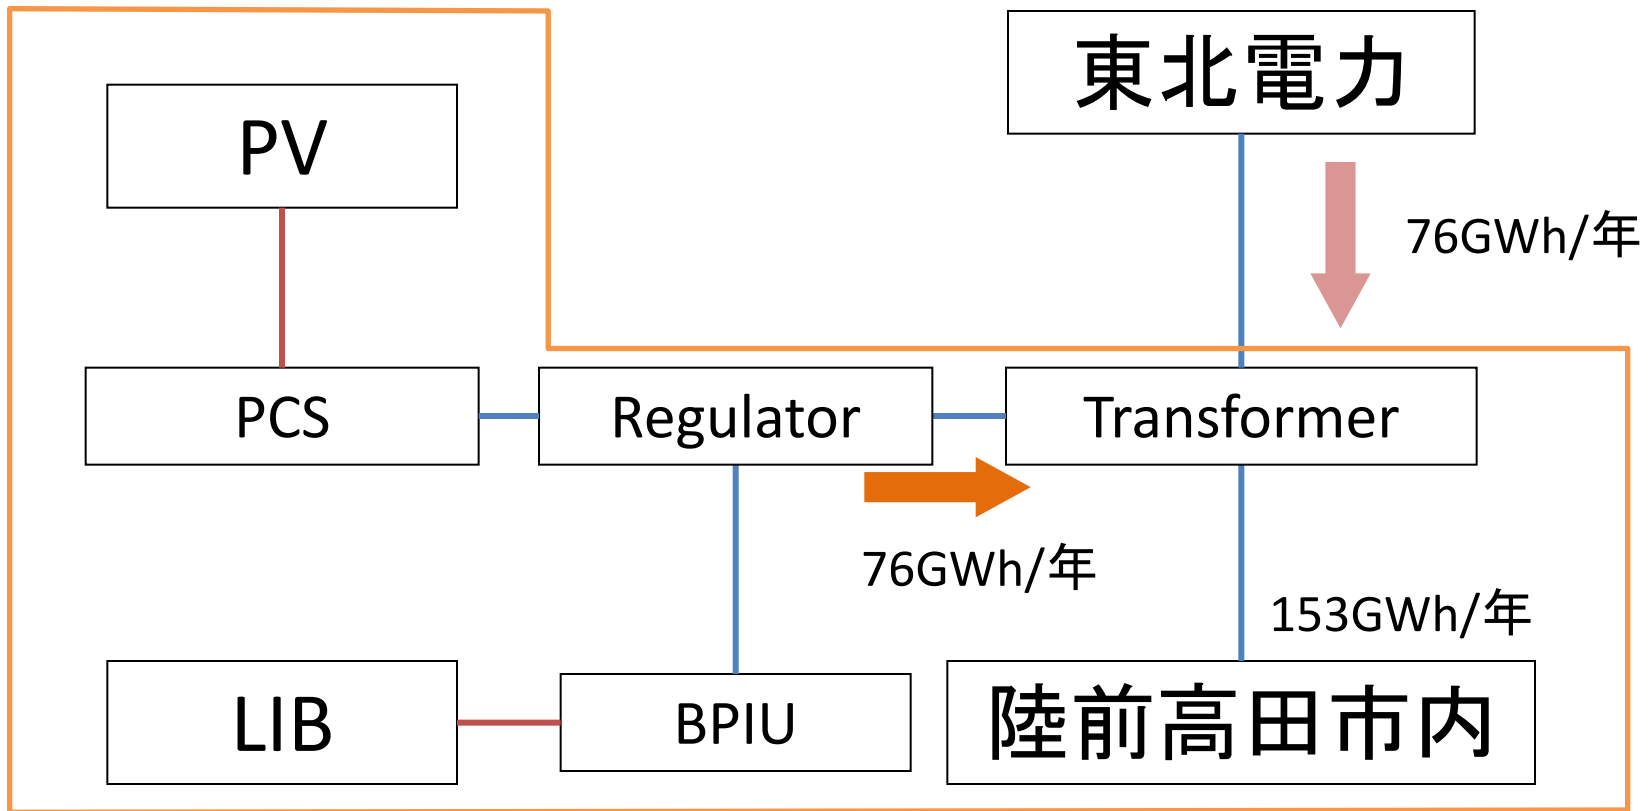 PV
東北電力
76GWh/年
PCS
Regulator
Transformer
76GWh/年
153GWh/年
LIB
BPIU
陸前高田市内